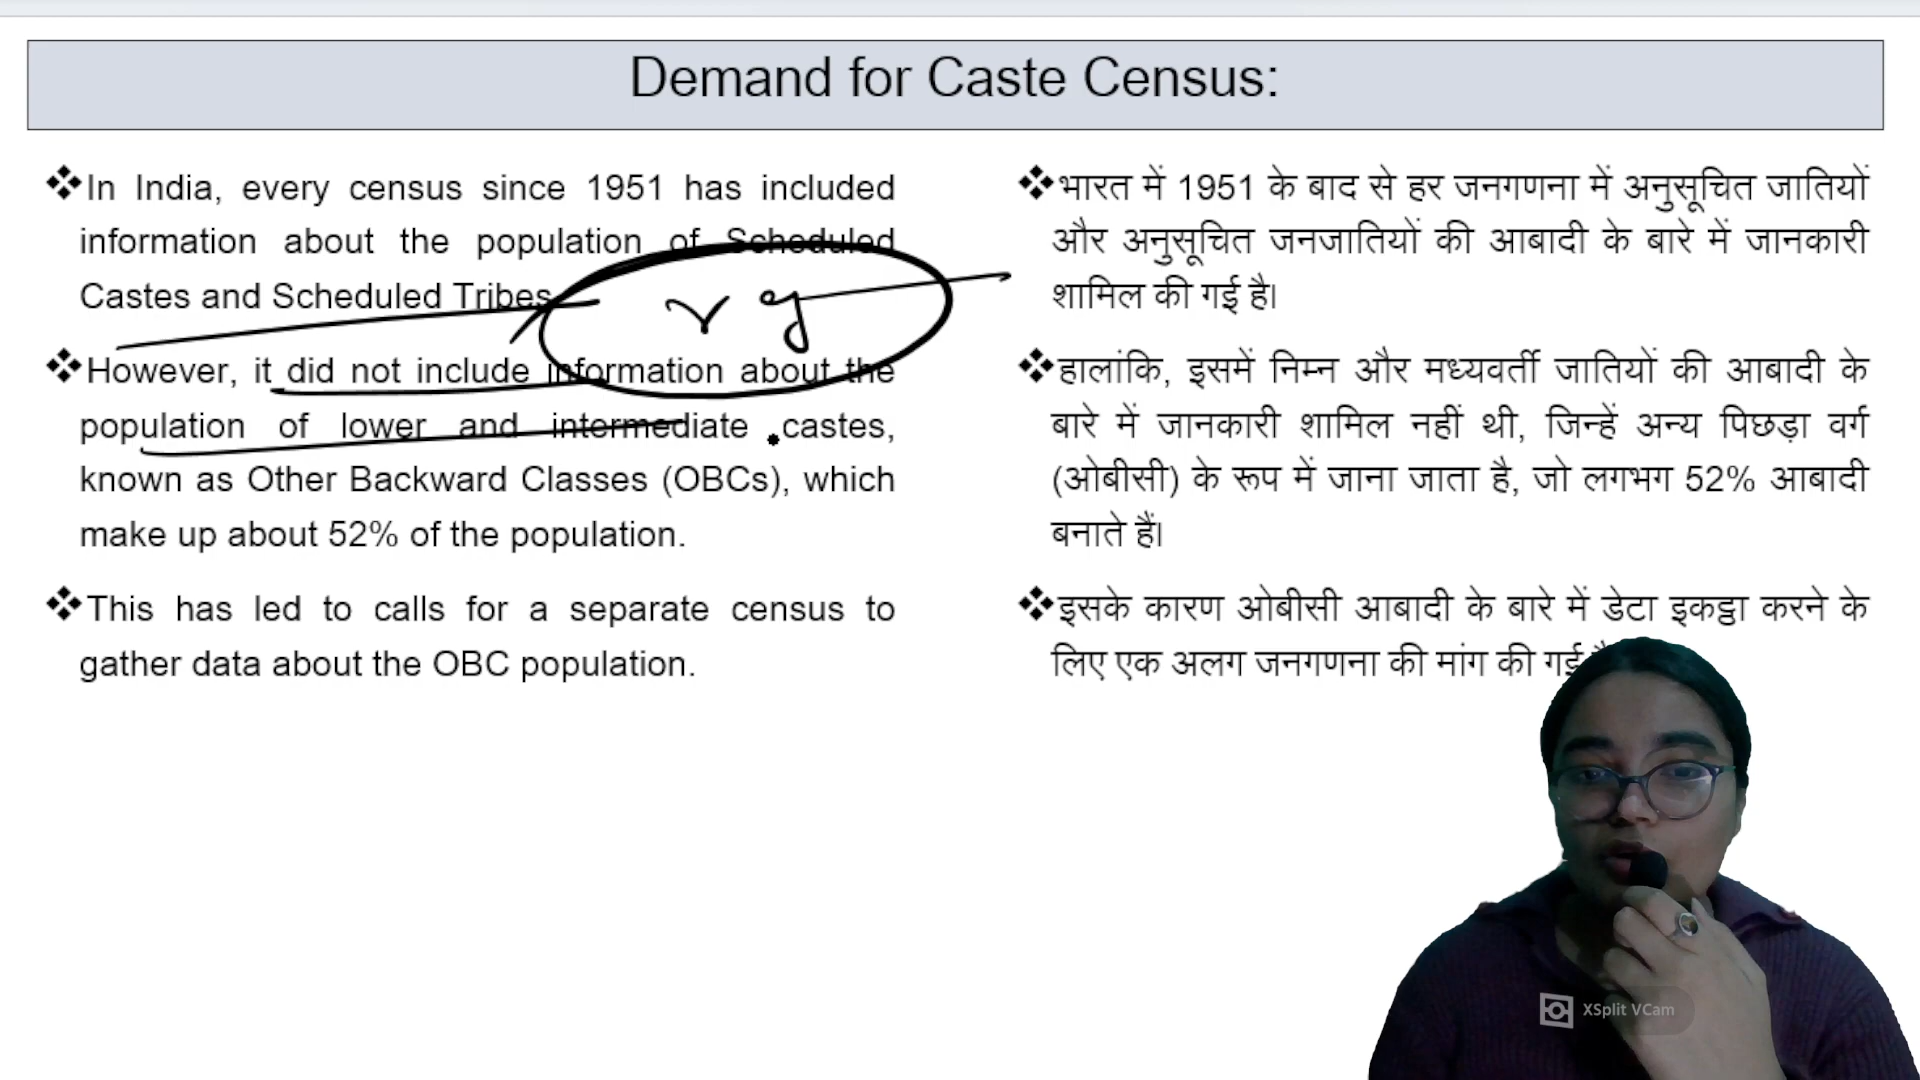 Demand for Caste Census:
❖In India, every census since 1951 has included
information about the population of Scheduled
Castes and Scheduled Tribes
❖However, it did not include information about the
population of lower and intermediate castes,
known as Other Backward Classes (OBCs), which
make up about 52% of the population.
❖This has led to calls for a separate census to
gather data about the OBC population.
❖भारत में 1951 के बाद से हर जनगणना में अनुसूचित जातियों
और अनुसूचित जनजातियों की आबादी के बारे में जानकारी
शामिल की गई है।
❖हालांकि, इसमें निम्न और मध्यवर्ती जातियों की आबादी के
बारे में जानकारी शामिल नहीं थी, जिन्हें अन्य पिछड़ा वर्ग
(ओबीसी) के रूप में जाना जाता है, जो लगभग 52% आबादी
बनाते हैं।
❖इसके कारण ओबीसी आबादी के बारे में डेटा इकट्ठा करने के
लिए एक अलग जनगणना की मांग की गई
XSplit VCam